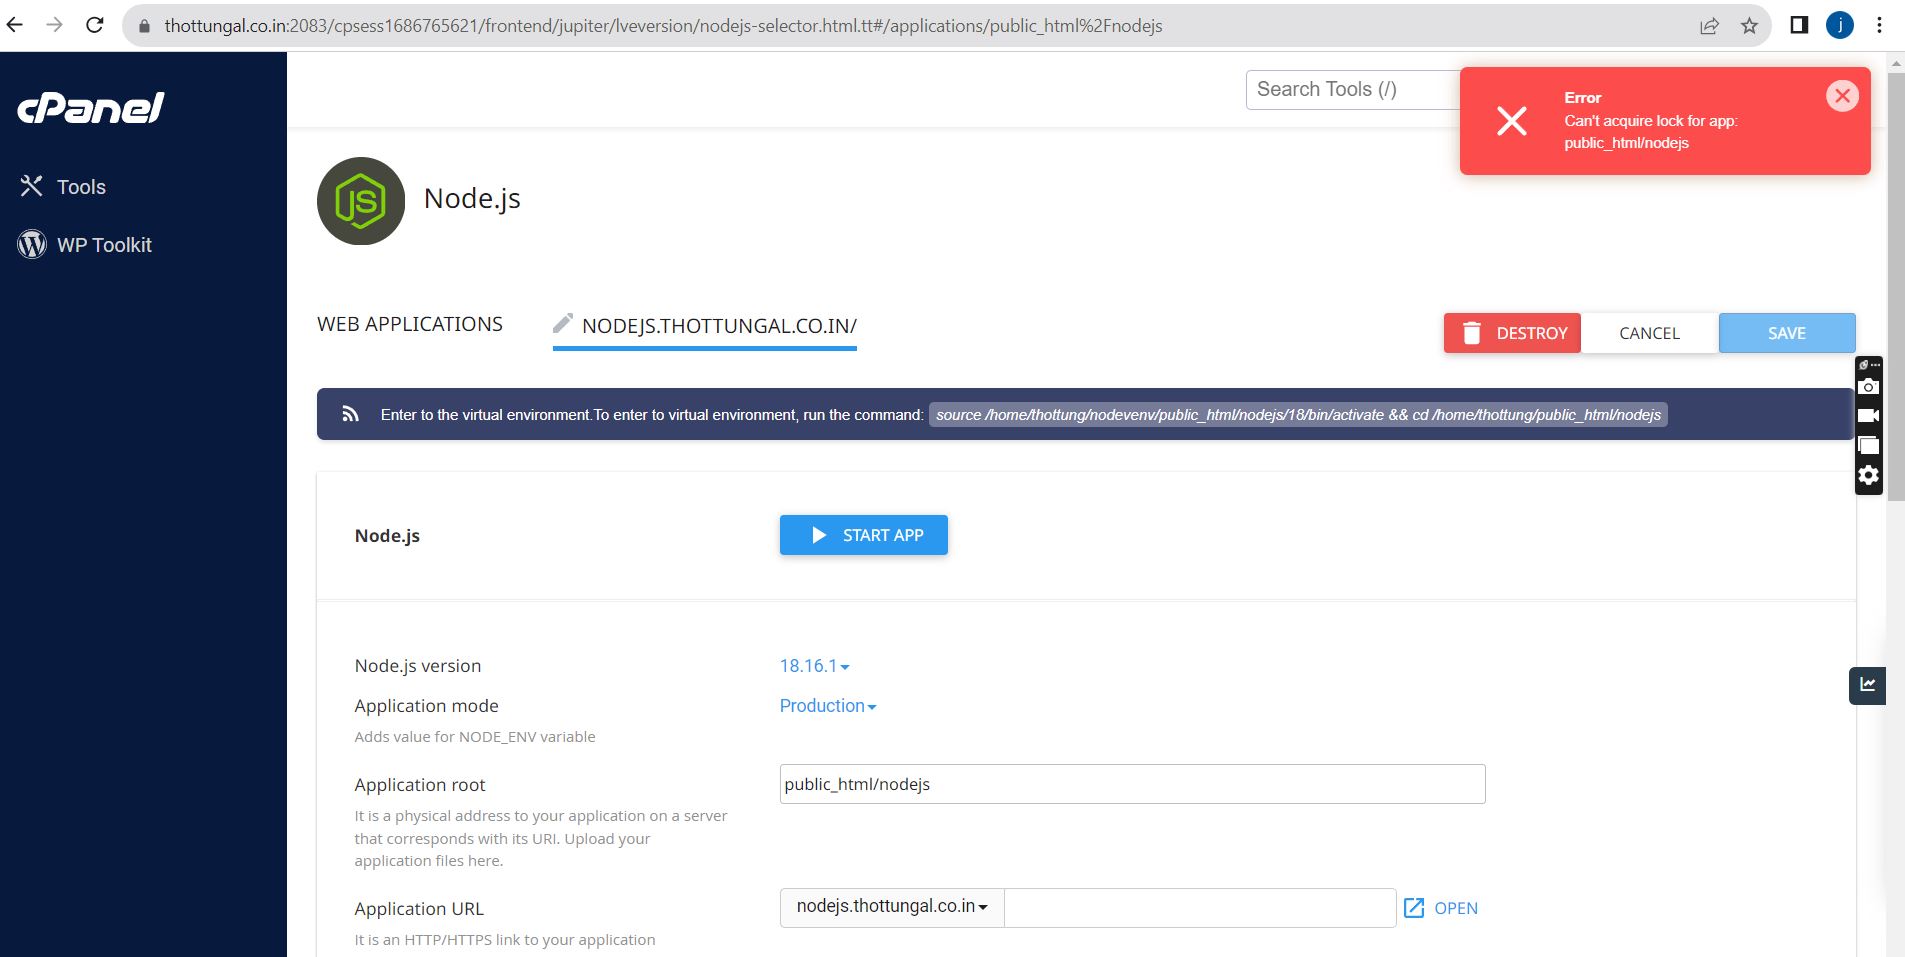 thottungal.co.in:2083/cpsess1686765621/frontend/jupiter/lveversion/nodejs-selector.html.tt#/applications/public_html%2Fnodejs
j
cPanel
Search Tools (/)
Error
Can't acquire lock for app:
public_html/nodejs
Tools
WP Toolkit
JS
Node.js
WEB APPLICATIONS
NODEJS.THOTTUNGAL.CO.IN/
DESTROY
CANCEL
SAVE
Enter to the virtual environment.To enter to virtual environment, run the command: source /home/thottung/nodevenv/public_html/nodejs/18/bin/activate && cd /home/thottung/public_html/nodejs
Node.js
START APP
Node.js version
18.16.1
Application mode
Production
Adds value for NODE_ENV variable
Application root
public_html/nodejs
It is a physical address to your application on a server
that corresponds with its URI. Upload your
application files here.
Application URL
nodejs.thottungal.co.in
OPEN
It is an HTTP/HTTPS link to your application